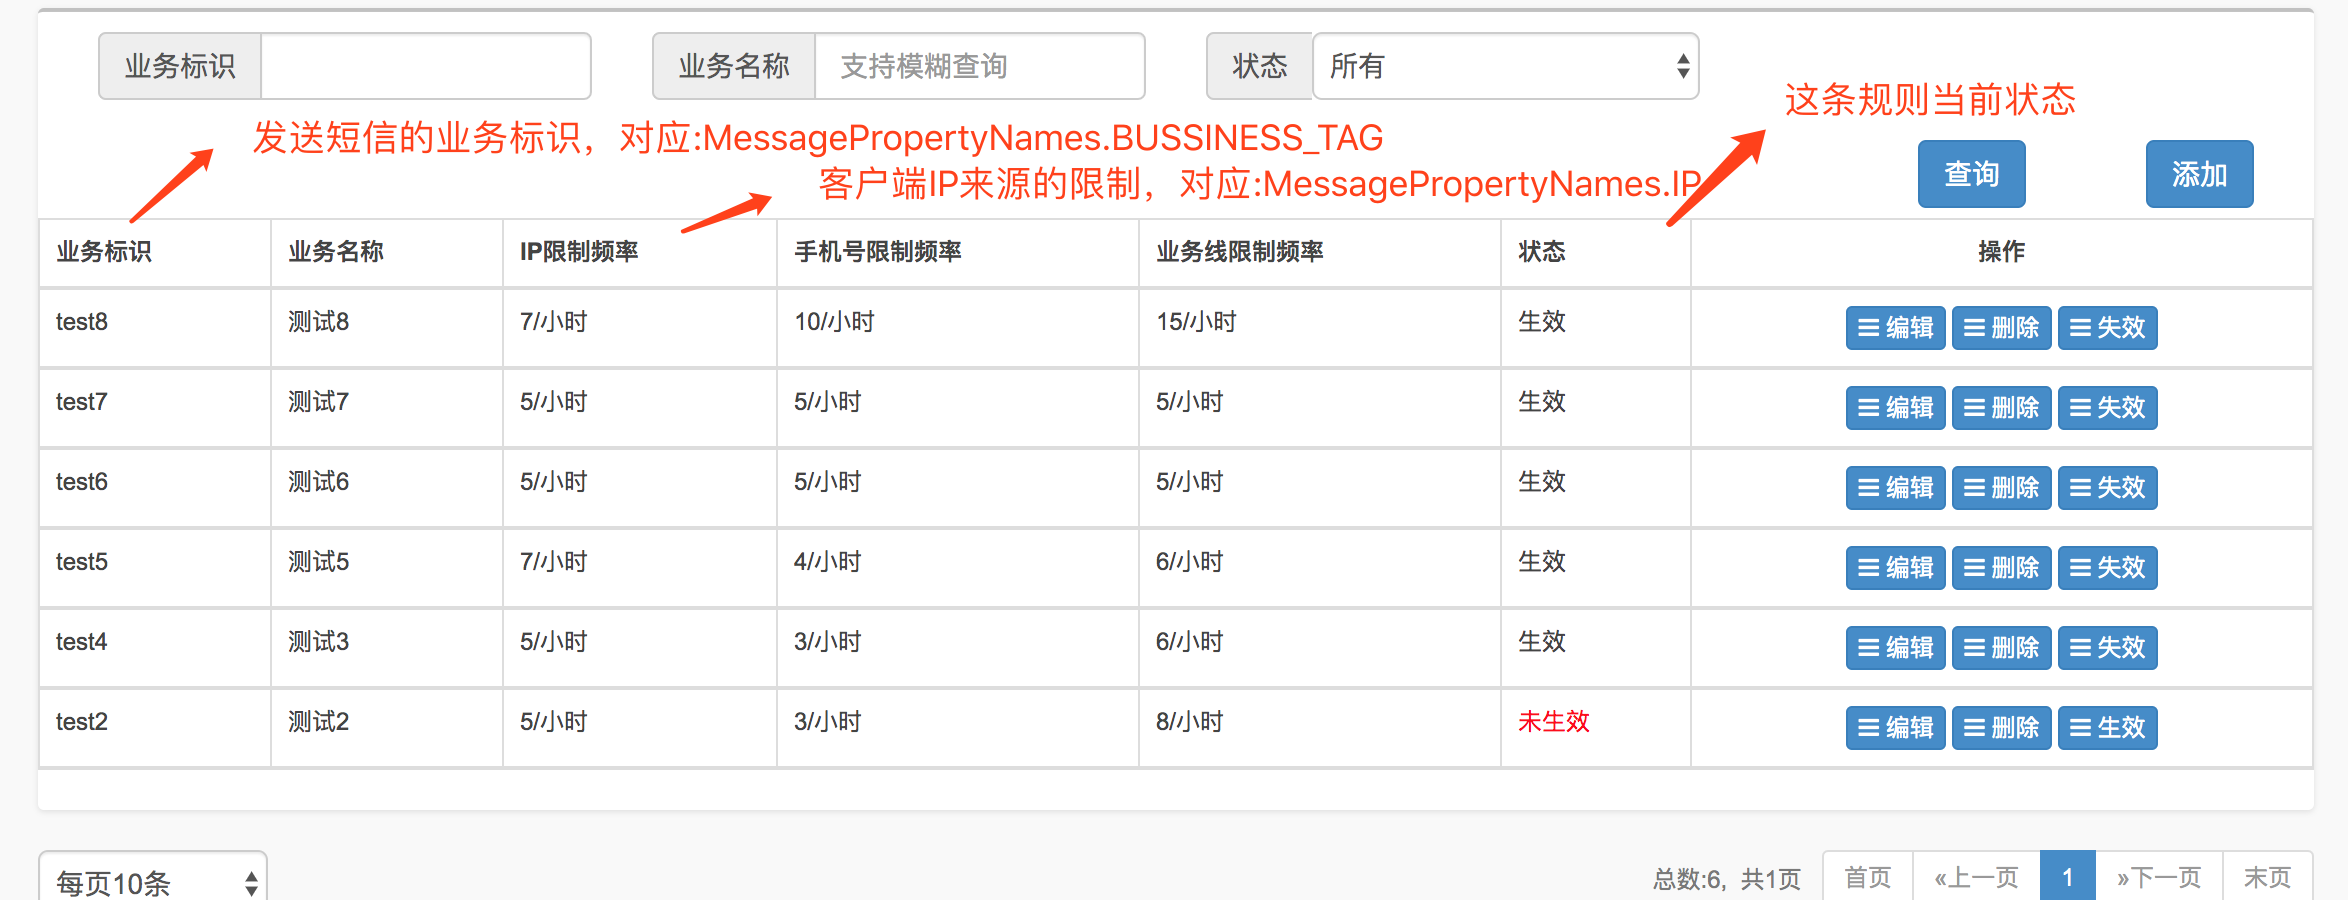 业务标识 业务名称 支持模糊查询 状态 所有
这条规则当前状态
发送短信的业务标识，对应:MessagePropertyNames.BUSSINESS_TAG
客户端IP来源的限制，对应:MessagePropertyNames.IP
查询 添加
业务标识 业务名称 IP限制频率 手机号限制频率 业务线限制频率 状态 操作
test8 测试8 7/小时 10/小时 15/小时 生效 编辑 删除 失效
test7 测试7 5/小时 5/小时 5/小时 生效 编辑 删除 失效
test6 测试6 5/小时 5/小时 5/小时 生效 编辑 删除 失效
test5 测试5 7/小时 4/小时 6/小时 生效 编辑 删除 失效
test4 测试3 5/小时 3/小时 6/小时 生效 编辑 删除 失效
test2 测试2 5/小时 3/小时 8/小时 未生效 编辑 删除 生效
每页10条 总数:6, 共1页 首页 «上一页 1 »下一页 末页